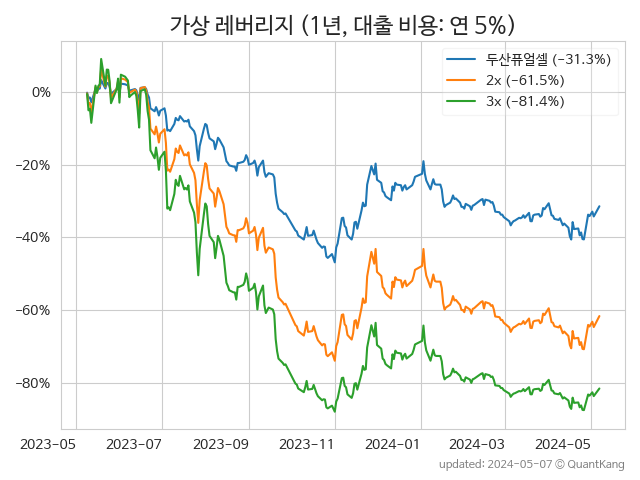 가상 레버리지 (1년, 대출 비용: 연 5%)
두산퓨얼셀 (−31.3%)
2x (−61.5%)
3x (−81.4%)
0%
−20%
−40%
−60%
−80%
2023−05 2023−07 2023−09 2023−11 2024−01 2024−03 2024−05
updated: 2024−05−07 © QuantKang